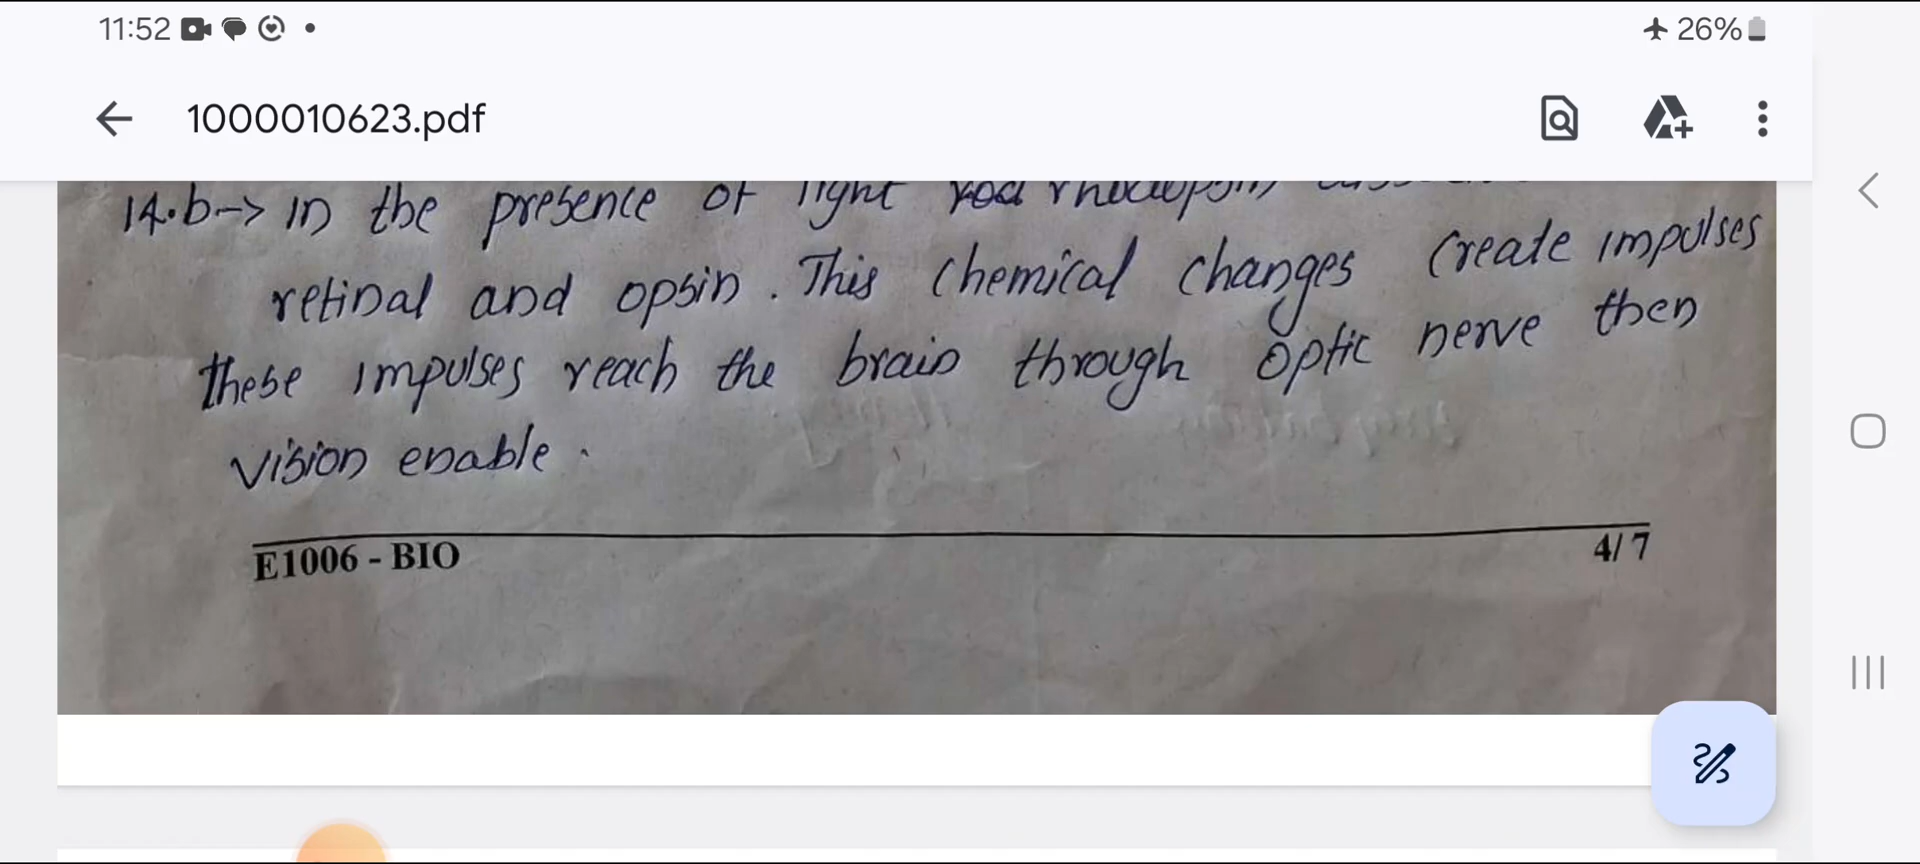 11:52
26%
1000010623.pdf
14.b-> in the presence of light rhodopsin
retinal and opsin. This chemical changes create impulses
these impulses reach the brain through optic nerve then
vision enable.
E1006 - BIO
4/7